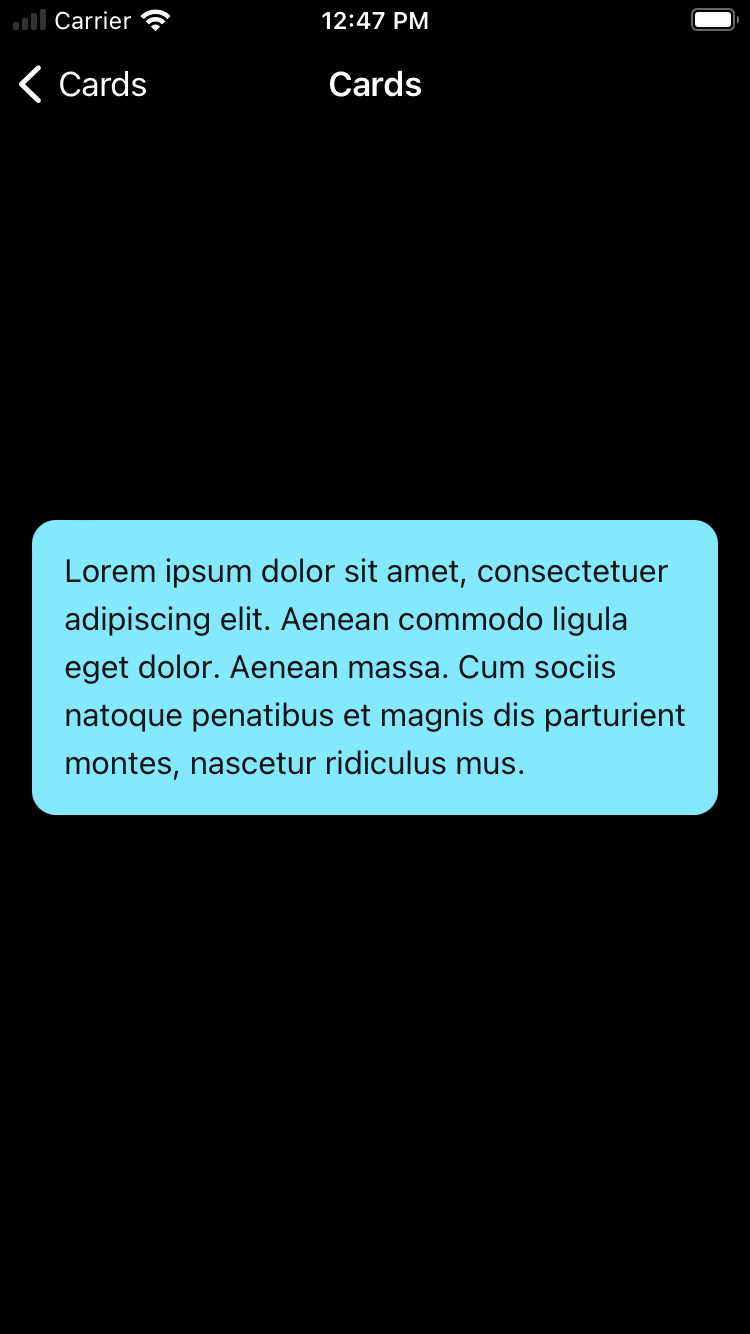 Carrier 12:47 PM
Cards Cards
Lorem ipsum dolor sit amet, consectetuer
adipiscing elit. Aenean commodo ligula
eget dolor. Aenean massa. Cum sociis
natoque penatibus et magnis dis parturient
montes, nascetur ridiculus mus.